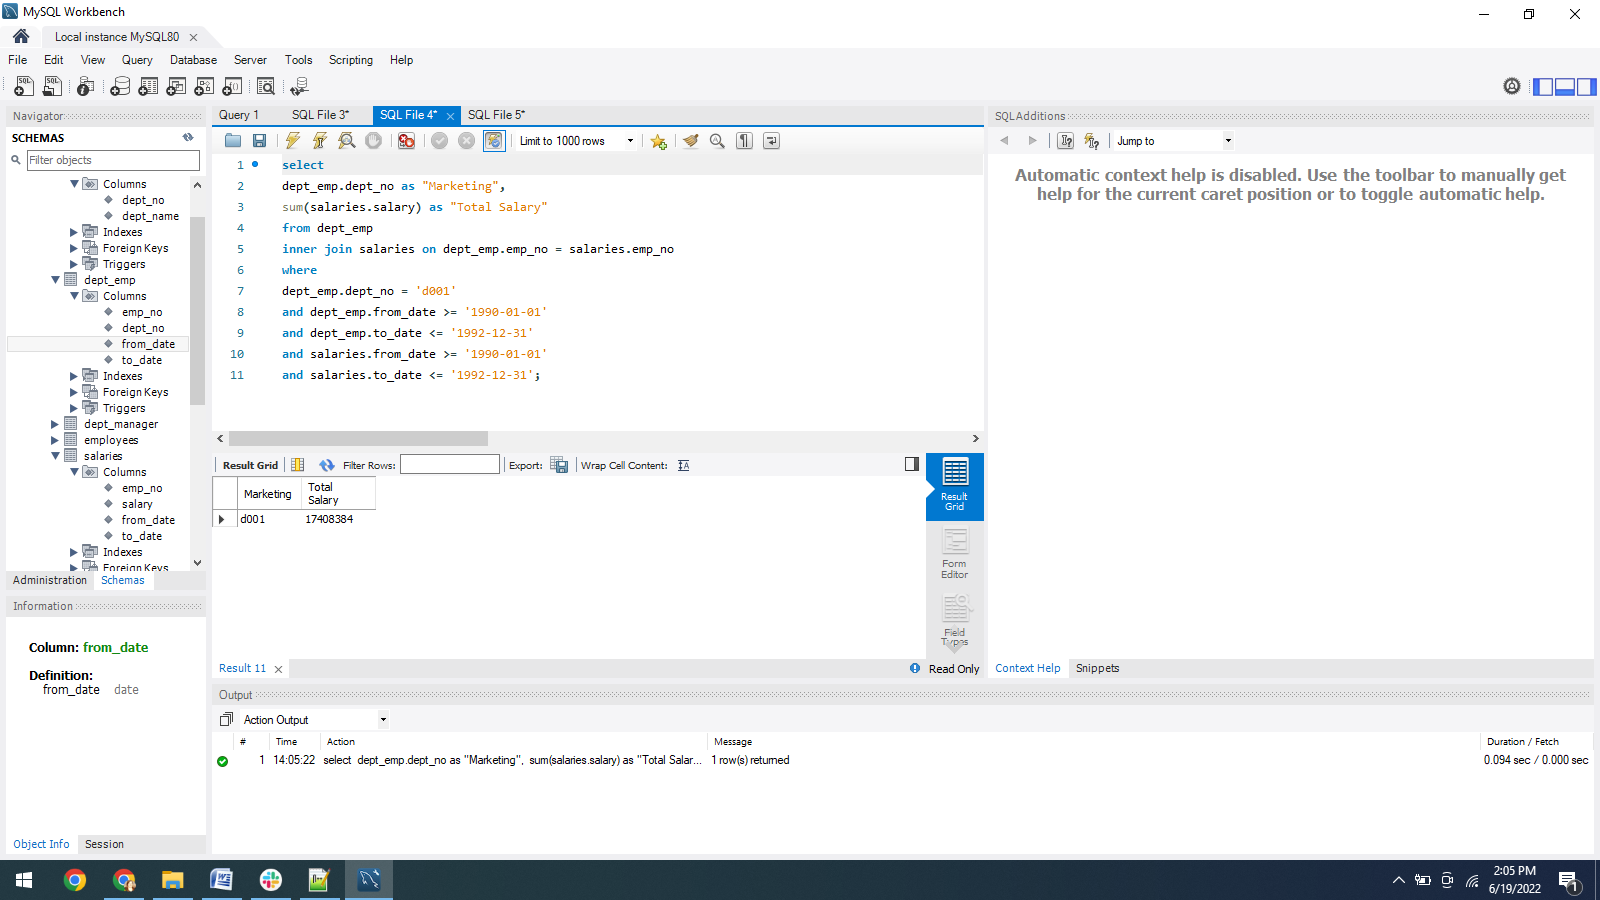 MySQL Workbench
Local instance MySQL80
File Edit View Query Database Server Tools Scripting Help
Navigator
SCHEMAS
Filter objects
Columns
dept_no
dept_name
Indexes
Foreign Keys
Triggers
dept_emp
Columns
emp_no
dept_no
from_date
to_date
Indexes
Foreign Keys
Triggers
dept_manager
employees
salaries
Columns
emp_no
salary
from_date
to_date
Indexes
Foreign Keys
Administration Schemas
Information
Column: from_date
Definition:
from_date date
Object Info Session
Query 1 SQL File 3* SQL File 4* SQL File 5*
Limit to 1000 rows
1 select
2 dept_emp.dept_no as "Marketing",
3 sum(salaries.salary) as "Total Salary"
4 from dept_emp
5 inner join salaries on dept_emp.emp_no = salaries.emp_no
6 where
7 dept_emp.dept_no = 'd001'
8 and dept_emp.from_date >= '1990-01-01'
9 and dept_emp.to_date <= '1992-12-31'
10 and salaries.from_date >= '1990-01-01'
11 and salaries.to_date <= '1992-12-31';
Result Grid Filter Rows: Export: Wrap Cell Content:
Marketing Total
Salary
d001 17408384
Result
Grid
Form
Editor
Field
Types
Result 11 Read Only
SQLAdditions
Jump to
Automatic context help is disabled. Use the toolbar to manually get
help for the current caret position or to toggle automatic help.
Context Help Snippets
Output
Action Output
# Time Action Message Duration / Fetch
1 14:05:22 select dept_emp.dept_no as "Marketing", sum(salaries.salary) as "Total Salar... 1 row(s) returned 0.094 sec / 0.000 sec
2:05 PM
6/19/2022
1